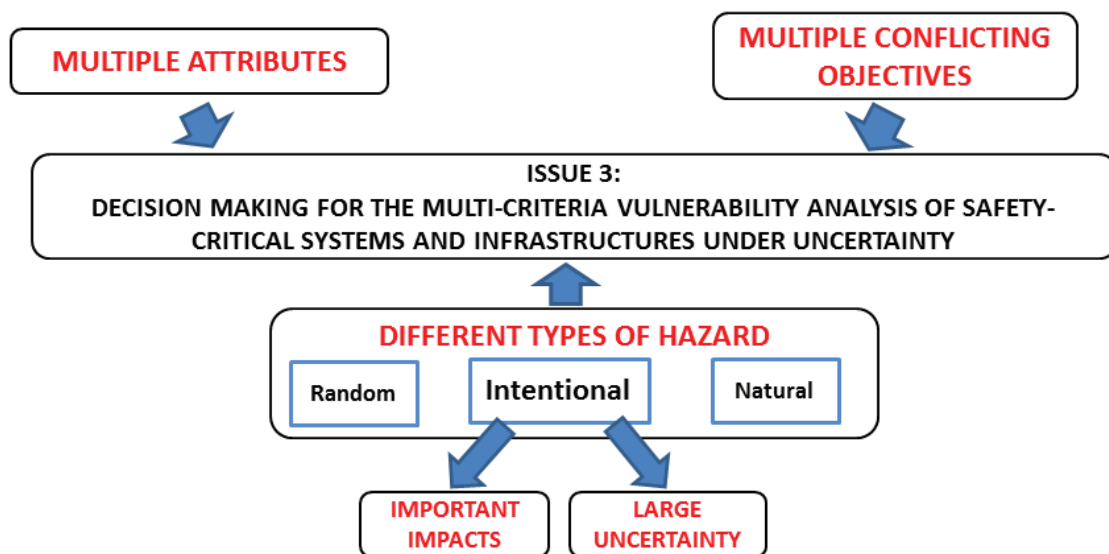 MULTIPLE ATTRIBUTES
MULTIPLE CONFLICTING
OBJECTIVES
ISSUE 3:
DECISION MAKING FOR THE MULTI-CRITERIA VULNERABILITY ANALYSIS OF SAFETY-
CRITICAL SYSTEMS AND INFRASTRUCTURES UNDER UNCERTAINTY
DIFFERENT TYPES OF HAZARD
Random
Intentional
Natural
IMPORTANT
IMPACTS
LARGE
UNCERTAINTY